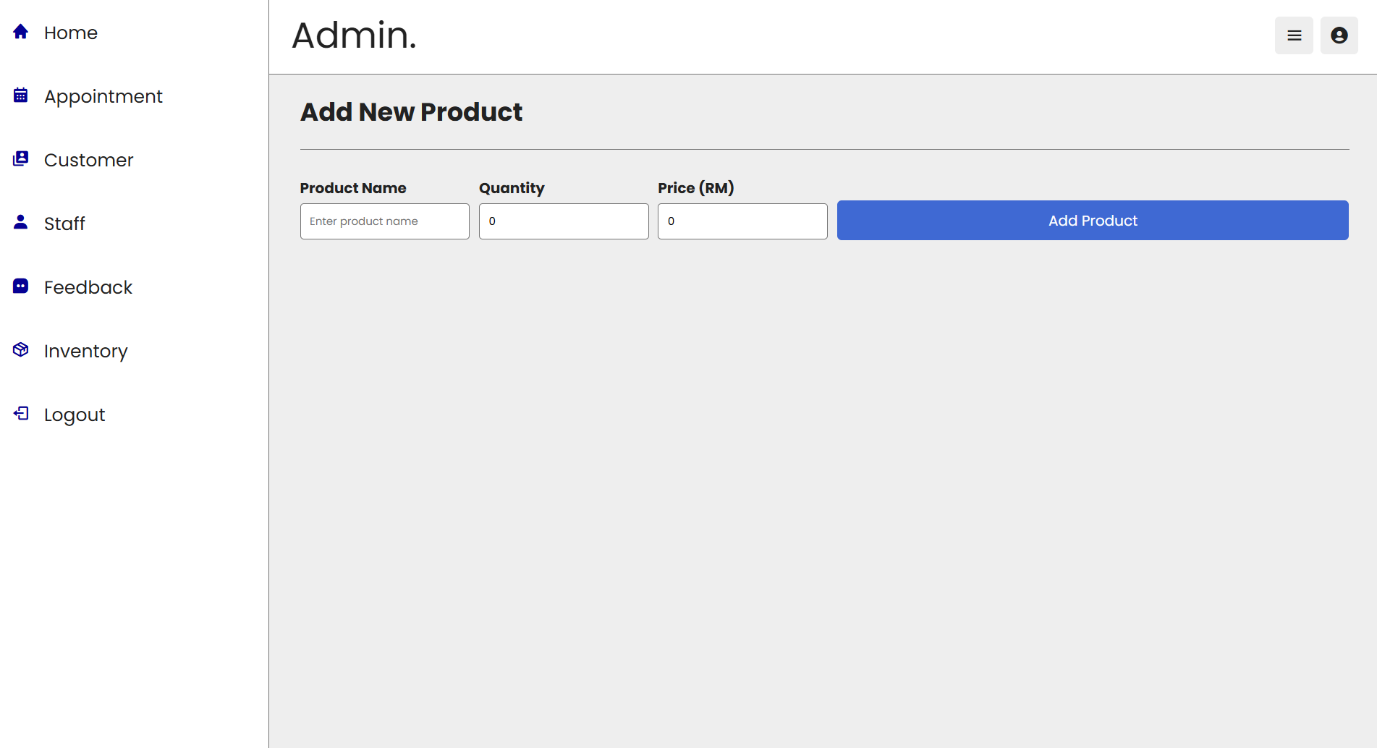 Home
Appointment
Customer
Staff
Feedback
Inventory
Logout
Admin.
Add New Product
Product Name
Quantity
Price (RM)
Enter product name
0
0
Add Product